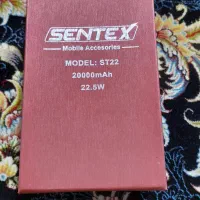 SENTEX
Mobile Accesories
MODEL: ST22
20000mAh
22.5W